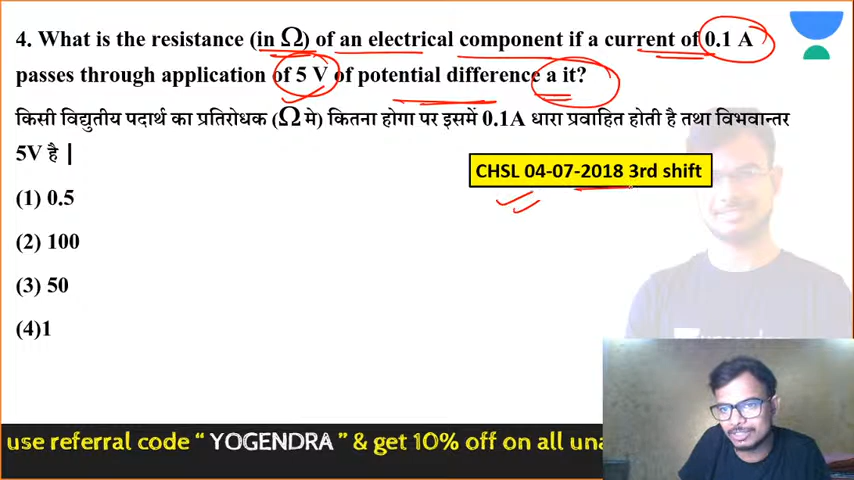 4. What is the resistance (in Ω) of an electrical component if a current of 0.1 A
passes through application of 5 V of potential difference a it?
किसी विद्युतीय पदार्थ का प्रतिरोधक (Ω मे) कितना होगा पर इसमें 0.1A धारा प्रवाहित होती है तथा विभवान्तर
5V है |
CHSL 04-07-2018 3rd shift
(1) 0.5
(2) 100
(3) 50
(4)1
use referral code “ YOGENDRA ” & get 10% off on all una